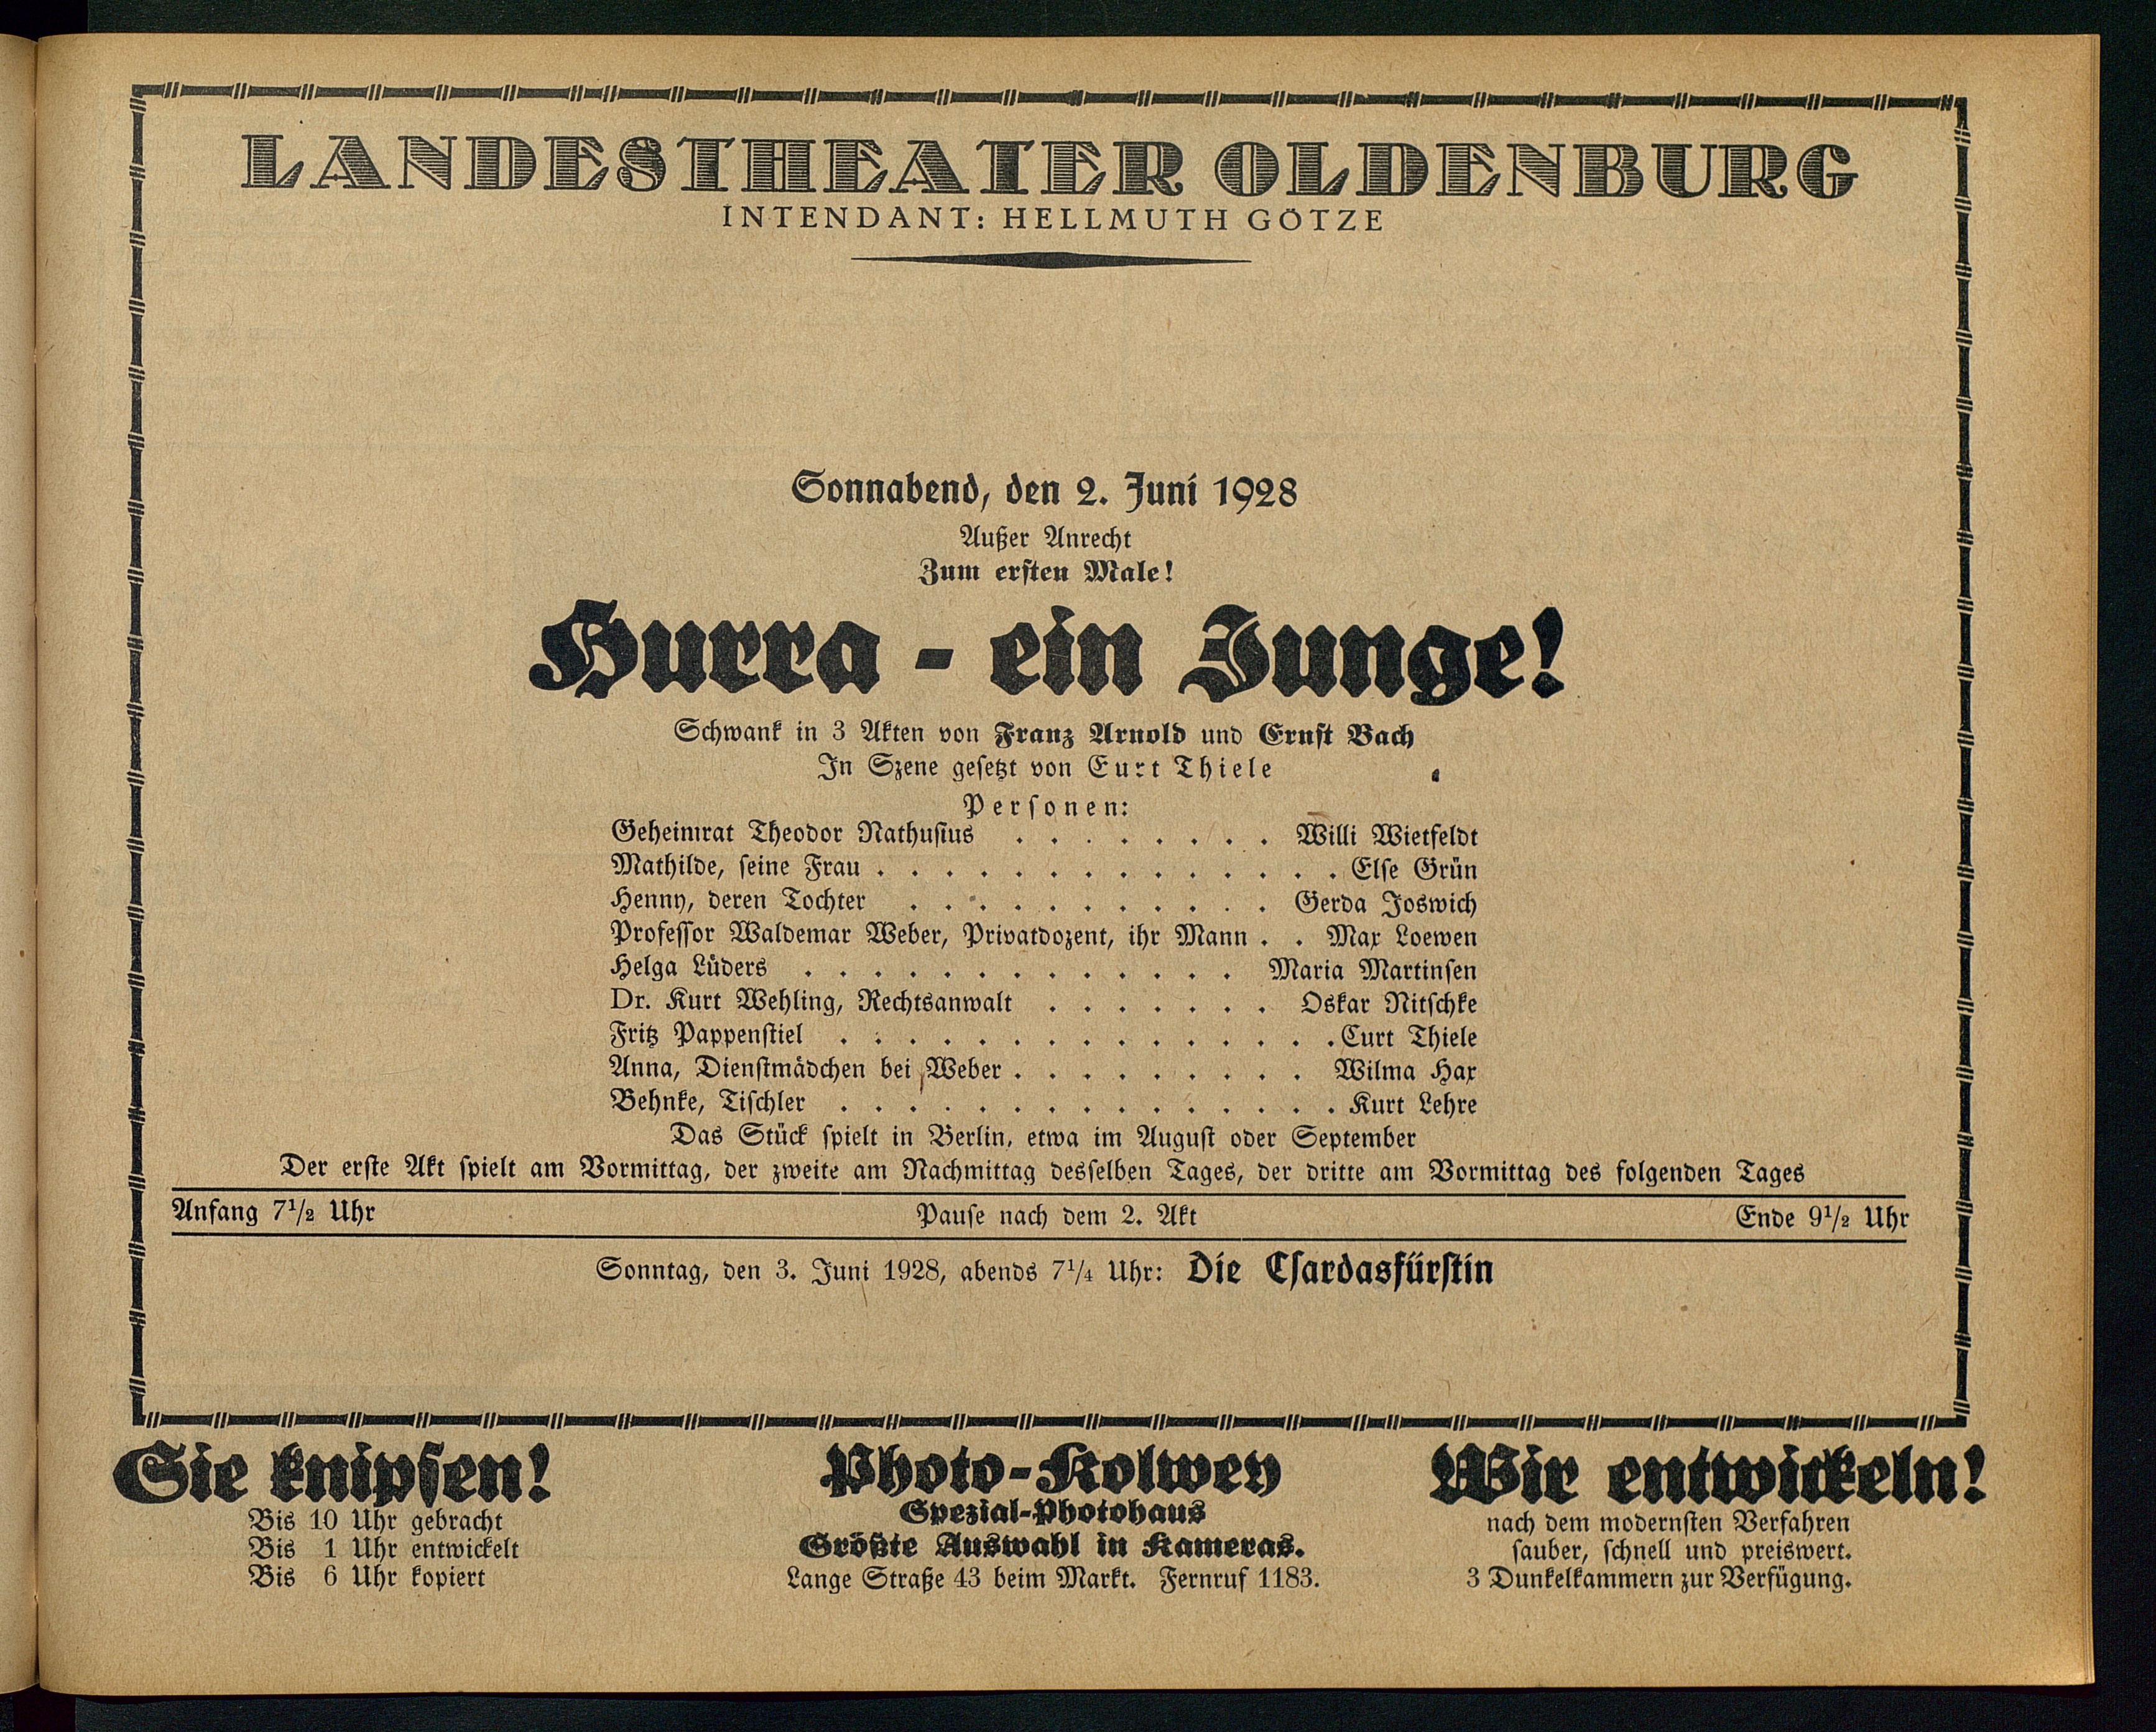 LANDESTHEATER OLDENBURG
INTENDANT: HELLMUTH GÖTZE
Sonnabend, den 2. Juni 1928
Außer Anrecht
Zum ersten Male!
Hurra - ein Junge!
Schwank in 3 Akten von Franz Arnold und Ernst Bach
In Szene gesetzt von Curt Thiele
Personen:
Geheimrat Theodor Nathusius . . . . . . . . Willi Wietfeldt
Mathilde, seine Frau . . . . . . . . . . . . . . Else Grün
Henny, deren Tochter . . . . . . . . . . . Gerda Joswich
Professor Waldemar Weber, Privatdozent, ihr Mann . . Max Loewen
Helga Lüders . . . . . . . . . . . . . Maria Martinsen
Dr. Kurt Wehling, Rechtsanwalt . . . . . . . Oskar Nitschke
Fritz Pappenstiel . . . . . . . . . . . . . . . Curt Thiele
Anna, Dienstmädchen bei Weber . . . . . . . . . Wilma Hax
Behnke, Tischler . . . . . . . . . . . . . . . Kurt Lehre
Das Stück spielt in Berlin, etwa im August oder September
Der erste Akt spielt am Vormittag, der zweite am Nachmittag desselben Tages, der dritte am Vormittag des folgenden Tages
Anfang 7½ Uhr Pause nach dem 2. Akt Ende 9½ Uhr
Sonntag, den 3. Juni 1928, abends 7¼ Uhr: Die Csardasfürstin
Sie knipsen!
Bis 10 Uhr gebracht
Bis 1 Uhr entwickelt
Bis 6 Uhr kopiert
Photo-Kolwey
Spezial-Photohaus
Größte Auswahl in Kameras.
Lange Straße 43 beim Markt. Fernruf 1183.
Wir entwickeln!
nach dem modernsten Verfahren
sauber, schnell und preiswert.
3 Dunkelkammern zur Verfügung.